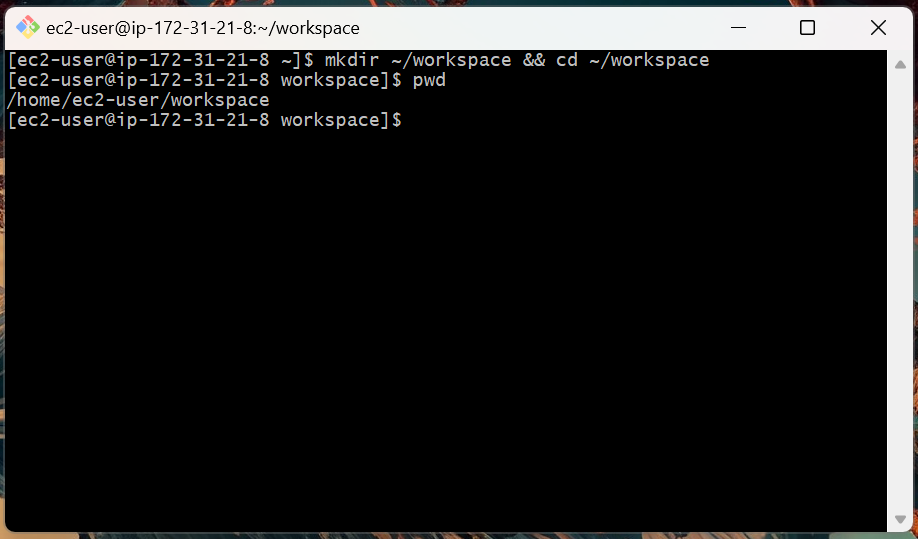 ec2-user@ip-172-31-21-8:~/workspace
[ec2-user@ip-172-31-21-8 ~]$ mkdir ~/workspace && cd ~/workspace
[ec2-user@ip-172-31-21-8 workspace]$ pwd
/home/ec2-user/workspace
[ec2-user@ip-172-31-21-8 workspace]$